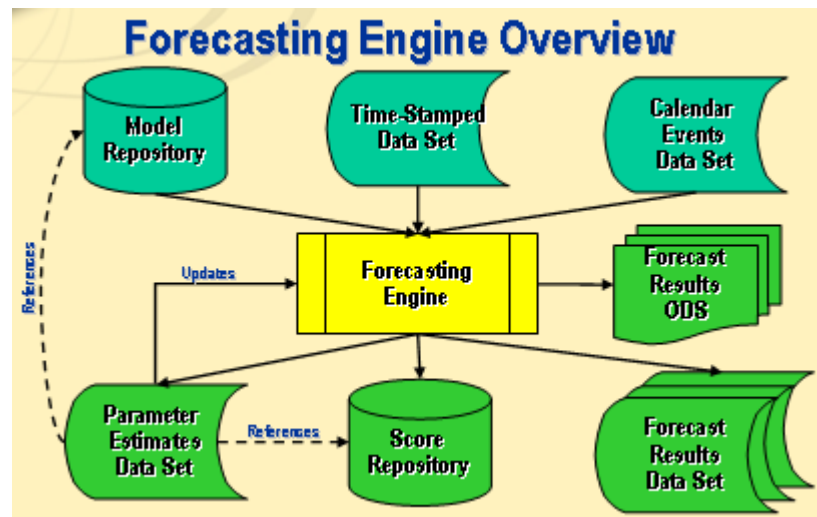 Forecasting Engine Overview
Model
Repository
Time-Stamped
Data Set
Calendar
Events
Data Set
References
Updates
Forecasting
Engine
Forecast
Results
ODS
Parameter
Estimates
Data Set
References
Score
Repository
Forecast
Results
Data Set